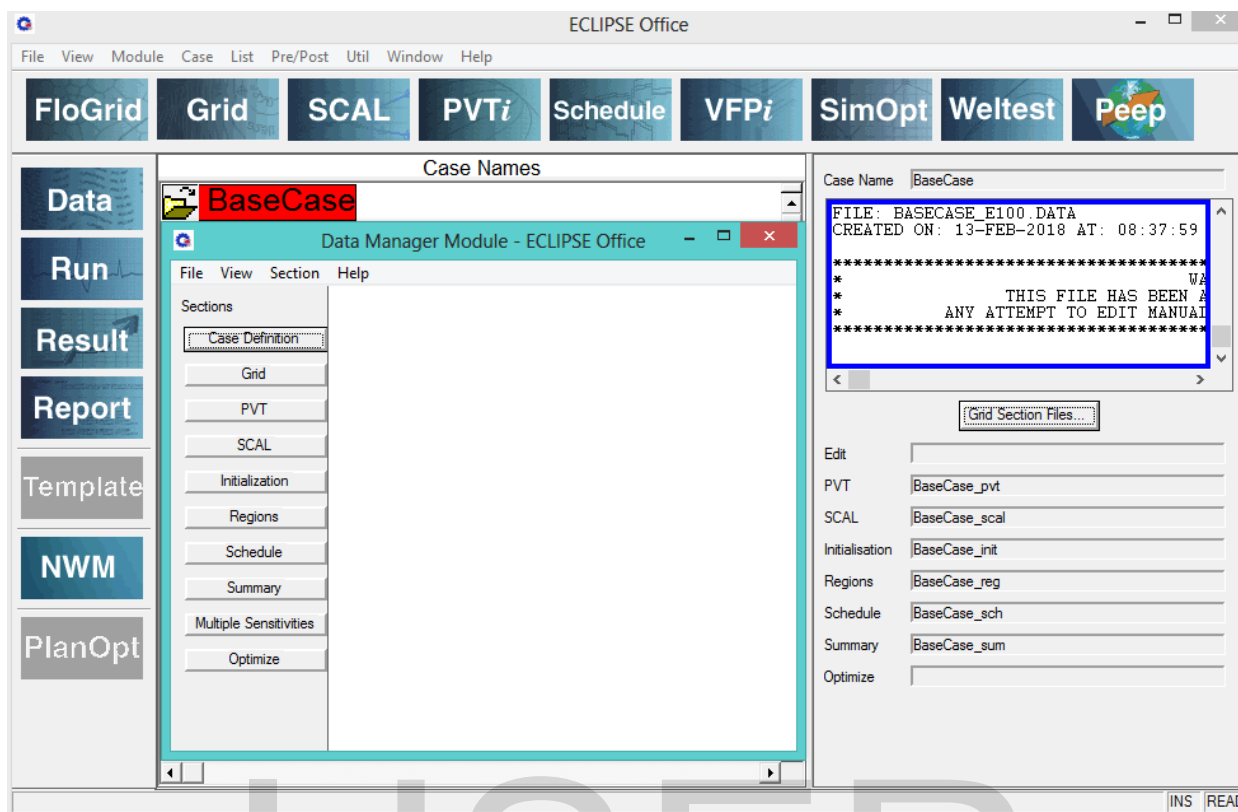 ECLIPSE Office
File View Module Case List Pre/Post Util Window Help
FloGrid Grid SCAL PVTi Schedule VFPi SimOpt Weltest Peep
Data
Run
Result
Report
Template
NWM
PlanOpt
Case Names
BaseCase
Data Manager Module - ECLIPSE Office
File View Section Help
Sections
Case Definition
Grid
PVT
SCAL
Initialization
Regions
Schedule
Summary
Multiple Sensitivities
Optimize
Case Name BaseCase
FILE: BASECASE_E100.DATA
CREATED ON: 13-FEB-2018 AT: 08:37:59
*****************************************
* WA
* THIS FILE HAS BEEN A
* ANY ATTEMPT TO EDIT MANUAL
*****************************************
Grid Section Files...
Edit
PVT BaseCase_pvt
SCAL BaseCase_scal
Initialisation BaseCase_init
Regions BaseCase_reg
Schedule BaseCase_sch
Summary BaseCase_sum
Optimize
INS READ